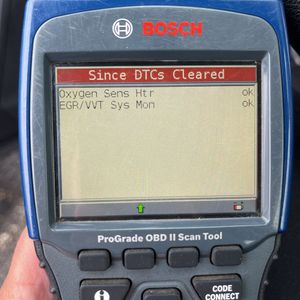 BOSCH
Since DTCs Cleared
Oxygen Sens Htr ok
EGR/VVT Sys Mon ok
ProGrade OBD II Scan Tool
i
CODE
CONNECT